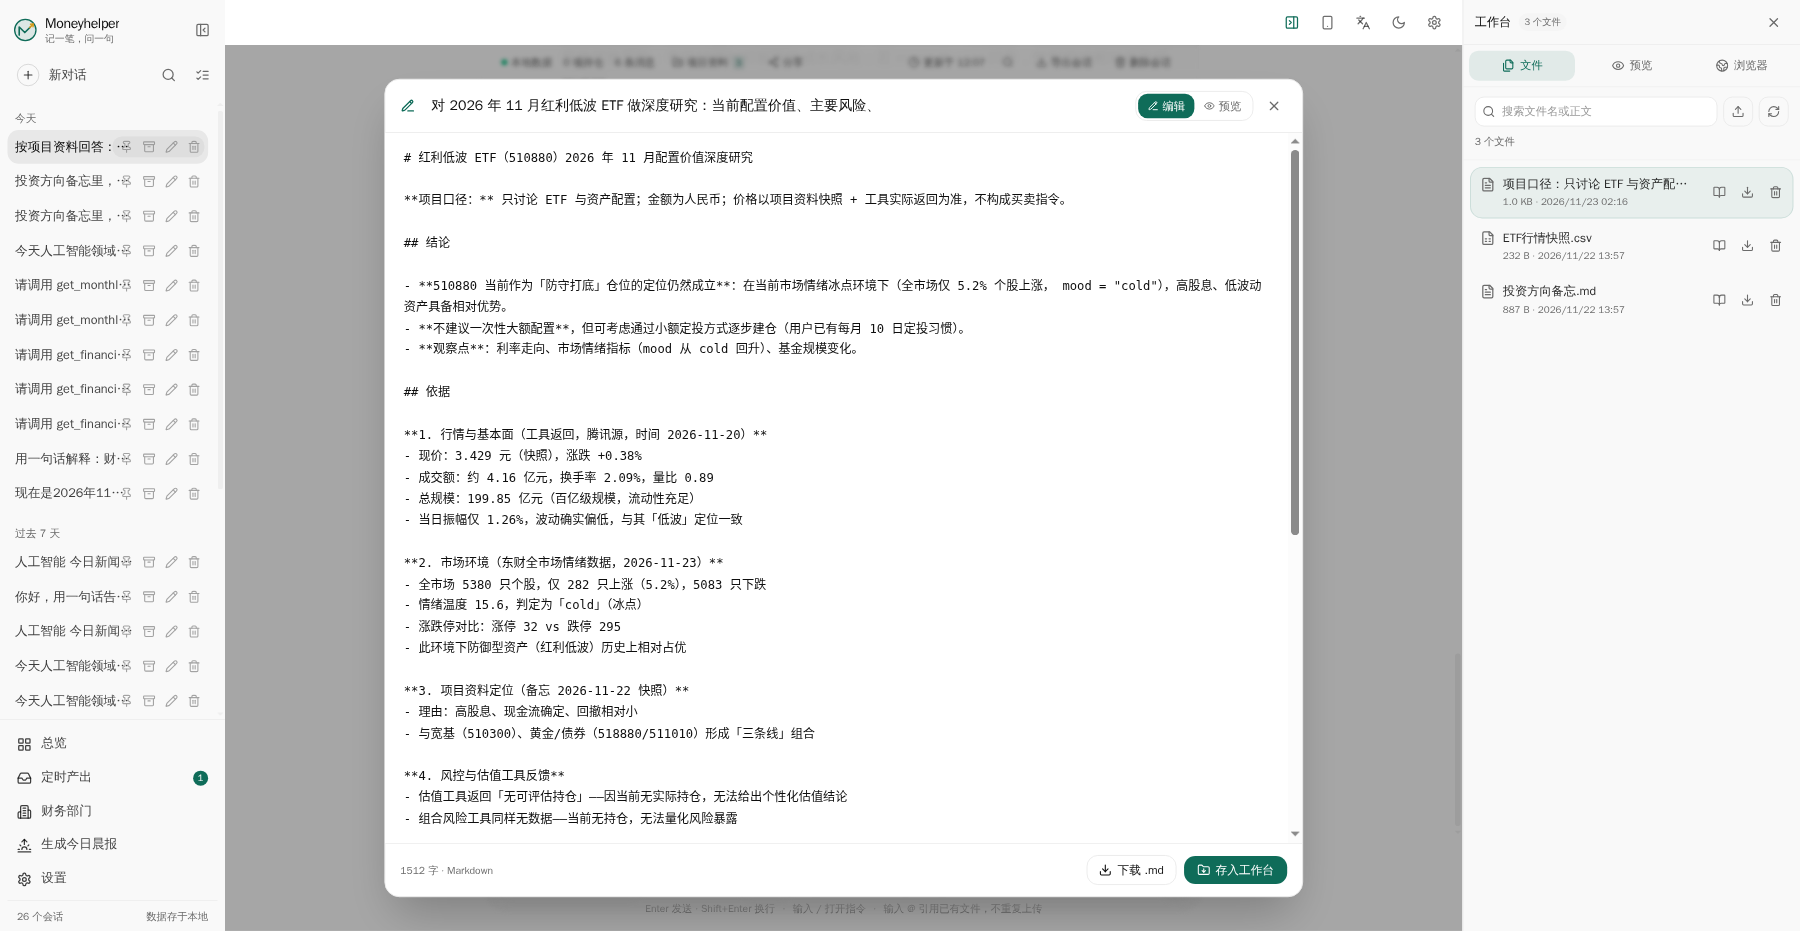 Moneyhelper
记一笔，问一句
新对话
今天
按项目资料回答：…
投资方向备忘里，…
投资方向备忘里，…
今天人工智能领域…
请调用 get_monthl…
请调用 get_monthl…
请调用 get_financi…
请调用 get_financi…
请调用 get_financi…
用一句话解释：财…
现在是2026年11…
过去 7 天
人工智能 今日新闻…
你好，用一句话告…
人工智能 今日新闻…
今天人工智能领域…
今天人工智能领域…
总览
定时产出 1
财务部门
生成今日晨报
设置
26 个会话 数据存于本地
对 2026 年 11 月红利低波 ETF 做深度研究：当前配置价值、主要风险、
编辑 预览
# 红利低波 ETF（510880）2026 年 11 月配置价值深度研究
**项目口径：** 只讨论 ETF 与资产配置；金额为人民币；价格以项目资料快照 + 工具实际返回为准，不构成买卖指令。
## 结论
- **510880 当前作为「防守打底」仓位的定位仍然成立**：在当前市场情绪冰点环境下（全市场仅 5.2% 个股上涨， mood = "cold"），高股息、低波动
资产具备相对优势。
- **不建议一次性大额配置**，但可考虑通过小额定投方式逐步建仓（用户已有每月 10 日定投习惯）。
- **观察点**：利率走向、市场情绪指标（mood 从 cold 回升）、基金规模变化。
## 依据
**1. 行情与基本面（工具返回，腾讯源，时间 2026-11-20）**
- 现价：3.429 元（快照），涨跌 +0.38%
- 成交额：约 4.16 亿元，换手率 2.09%，量比 0.89
- 总规模：199.85 亿元（百亿级规模，流动性充足）
- 当日振幅仅 1.26%，波动确实偏低，与其「低波」定位一致
**2. 市场环境（东财全市场情绪数据，2026-11-23）**
- 全市场 5380 只个股，仅 282 只上涨（5.2%），5083 只下跌
- 情绪温度 15.6，判定为「cold」（冰点）
- 涨跌停对比：涨停 32 vs 跌停 295
- 此环境下防御型资产（红利低波）历史上相对占优
**3. 项目资料定位（备忘 2026-11-22 快照）**
- 理由：高股息、现金流确定、回撤相对小
- 与宽基（510300）、黄金/债券（518880/511010）形成「三条线」组合
**4. 风控与估值工具反馈**
- 估值工具返回「无可评估持仓」——因当前无实际持仓，无法给出个性化估值结论
- 组合风险工具同样无数据——当前无持仓，无法量化风险暴露
1512 字 · Markdown
下载 .md 存入工作台
Enter 发送 · Shift+Enter 换行 · 输入 / 打开指令 · 输入 @ 引用已有文件，不重复上传
工作台 3 个文件
文件 预览 浏览器
搜索文件名或正文
3 个文件
项目口径：只讨论 ETF 与资产配…
1.0 KB · 2026/11/23 02:16
ETF行情快照.csv
232 B · 2026/11/22 13:57
投资方向备忘.md
887 B · 2026/11/22 13:57